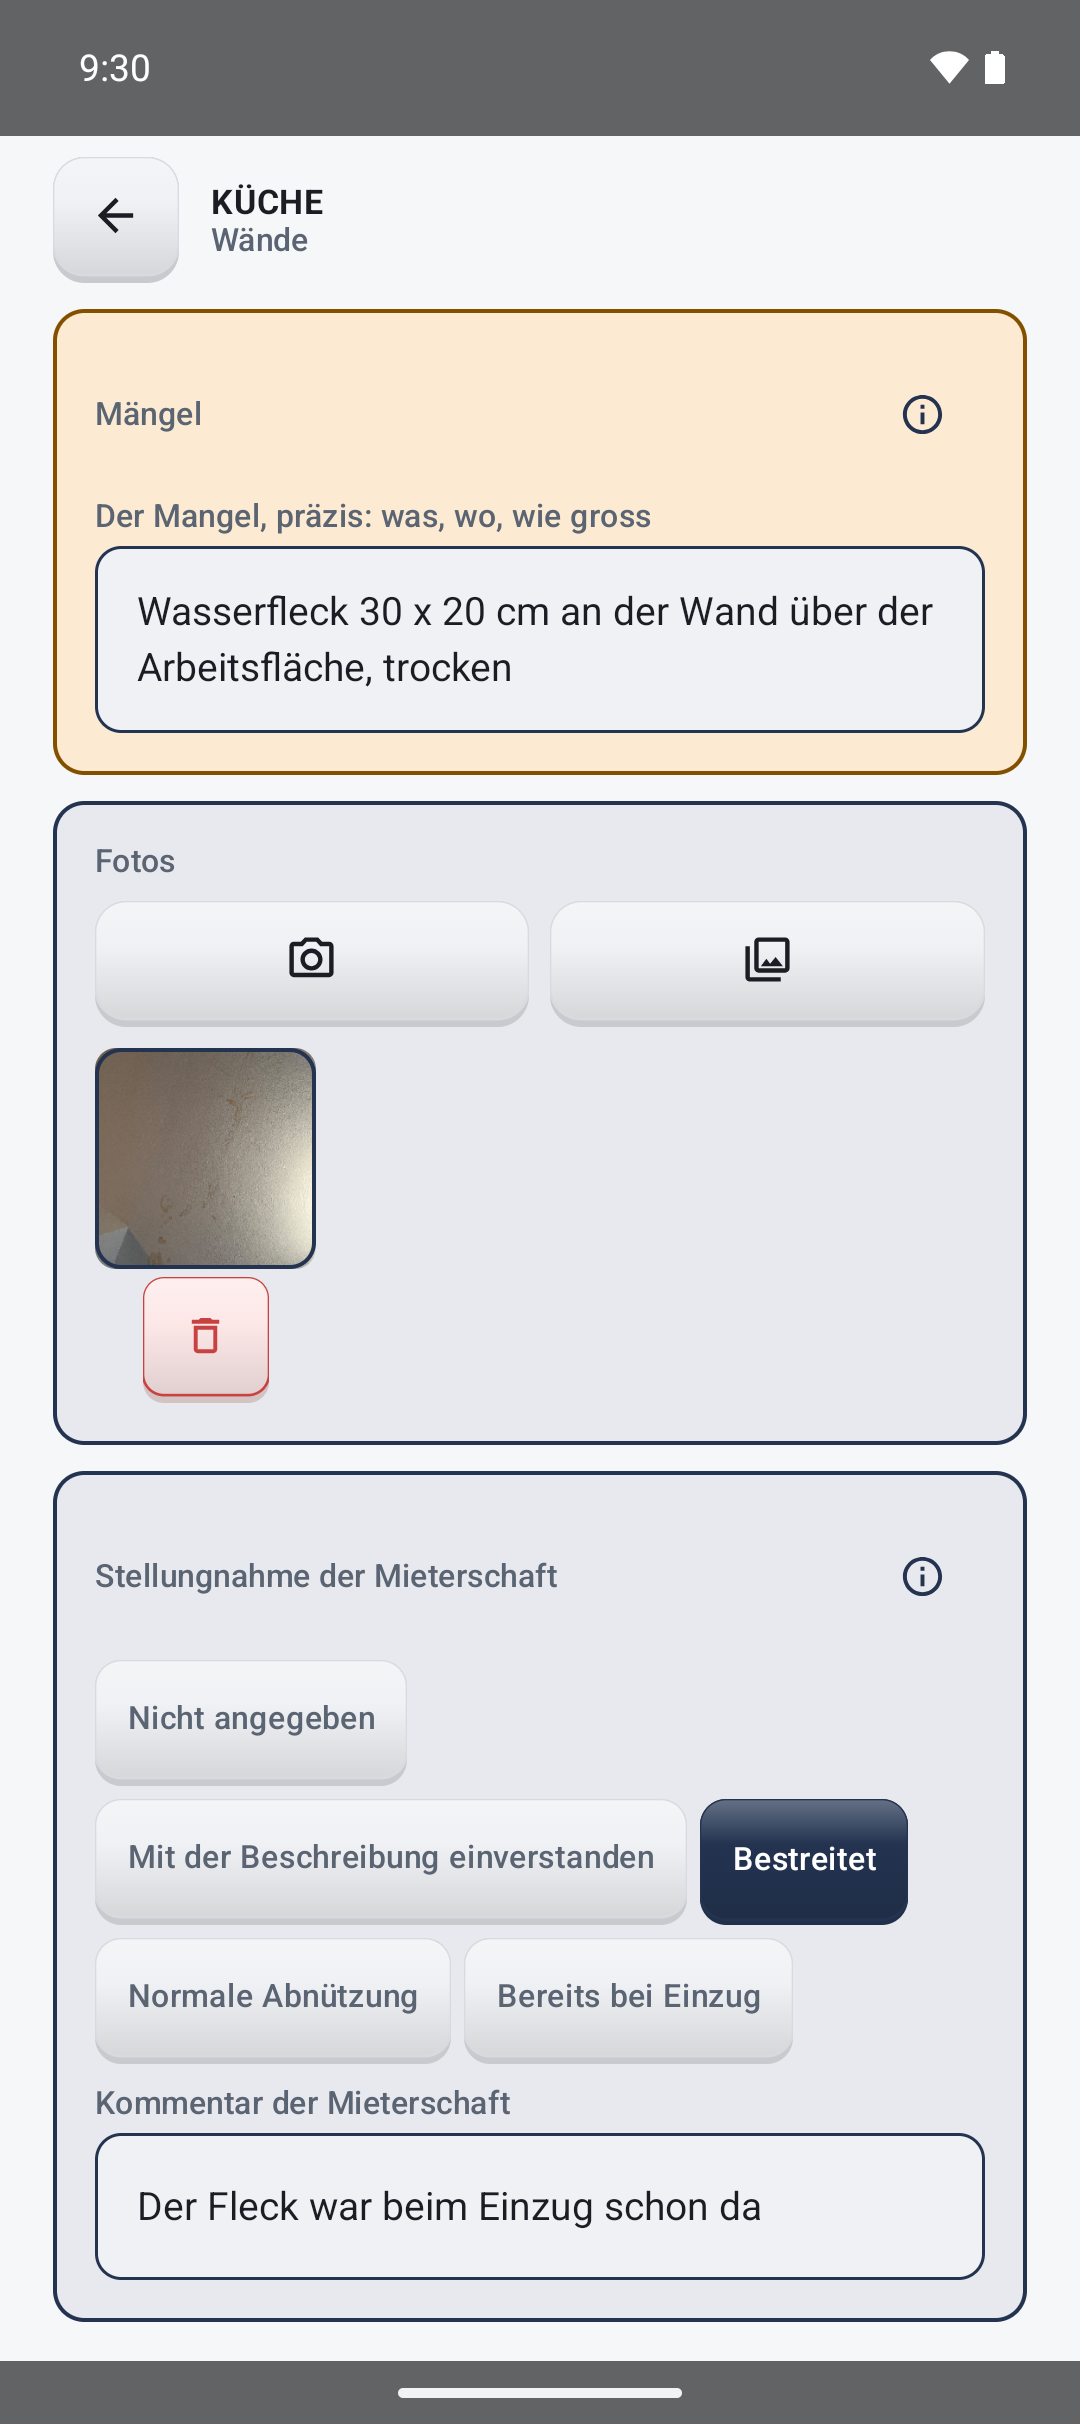 9:30
KÜCHE
Wände
Mängel
Der Mangel, präzis: was, wo, wie gross
Wasserfleck 30 x 20 cm an der Wand über der
Arbeitsfläche, trocken
Fotos
Stellungnahme der Mieterschaft
Nicht angegeben
Mit der Beschreibung einverstanden
Bestreitet
Normale Abnützung
Bereits bei Einzug
Kommentar der Mieterschaft
Der Fleck war beim Einzug schon da